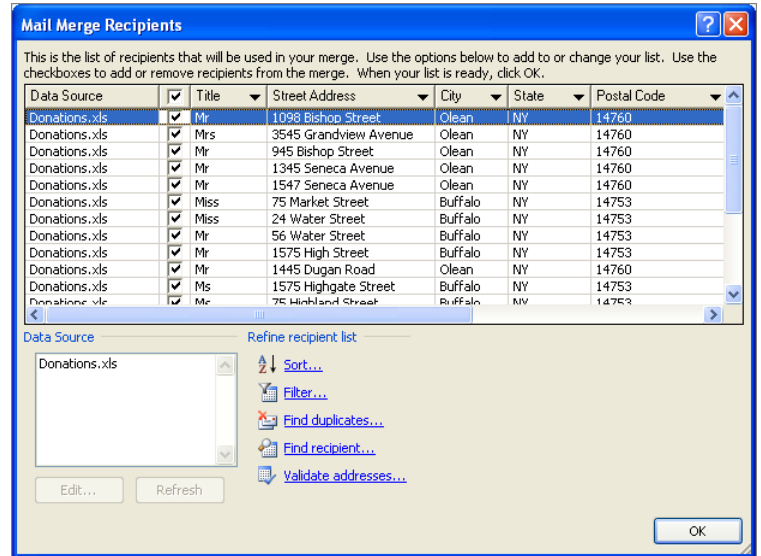 Mail Merge Recipients
This is the list of recipients that will be used in your merge. Use the options below to add to or change your list. Use the
checkboxes to add or remove recipients from the merge. When your list is ready, click OK.
Data Source Title Street Address City State Postal Code
Donations.xls Mr 1098 Bishop Street Olean NY 14760
Donations.xls Mrs 3545 Grandview Avenue Olean NY 14760
Donations.xls Mr 945 Bishop Street Olean NY 14760
Donations.xls Mr 1345 Seneca Avenue Olean NY 14760
Donations.xls Mr 1547 Seneca Avenue Olean NY 14760
Donations.xls Miss 75 Market Street Buffalo NY 14753
Donations.xls Miss 24 Water Street Buffalo NY 14753
Donations.xls Mr 56 Water Street Buffalo NY 14753
Donations.xls Mr 1575 High Street Buffalo NY 14753
Donations.xls Mr 1445 Dugan Road Olean NY 14760
Donations.xls Ms 1575 Highgate Street Buffalo NY 14753
Donations.xls Ms 75 Highland Street Buffalo NY 14753
Data Source Refine recipient list
Donations.xls
Sort...
Filter...
Find duplicates...
Find recipient...
Validate addresses...
Edit... Refresh
OK